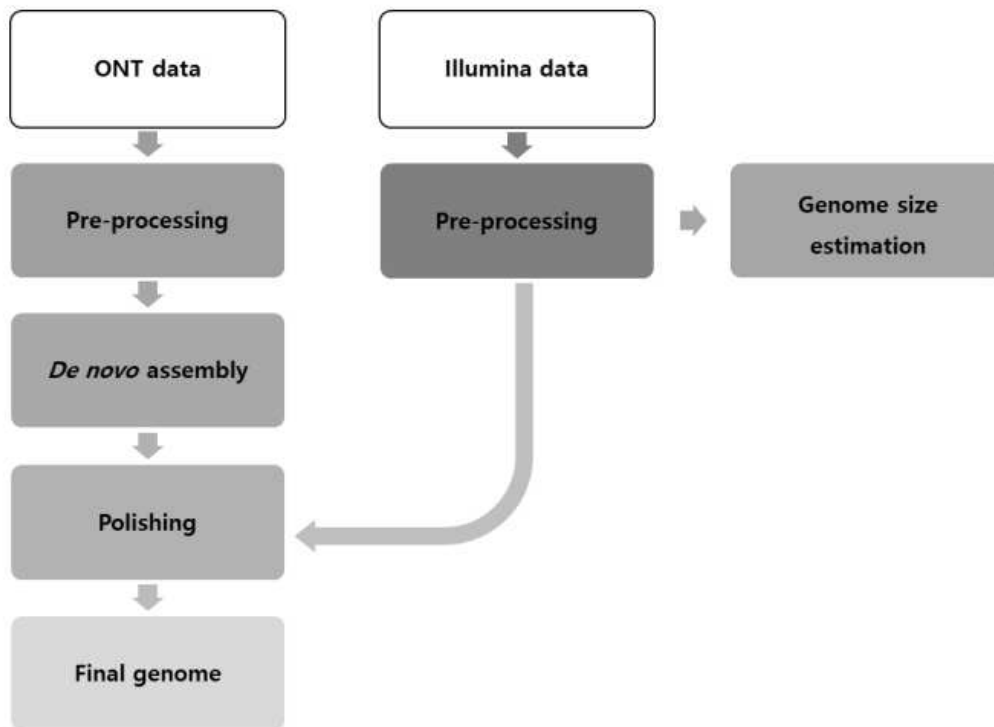 ONT data
Illumina data
Pre-processing
Pre-processing
Genome size
estimation
De novo assembly
Polishing
Final genome